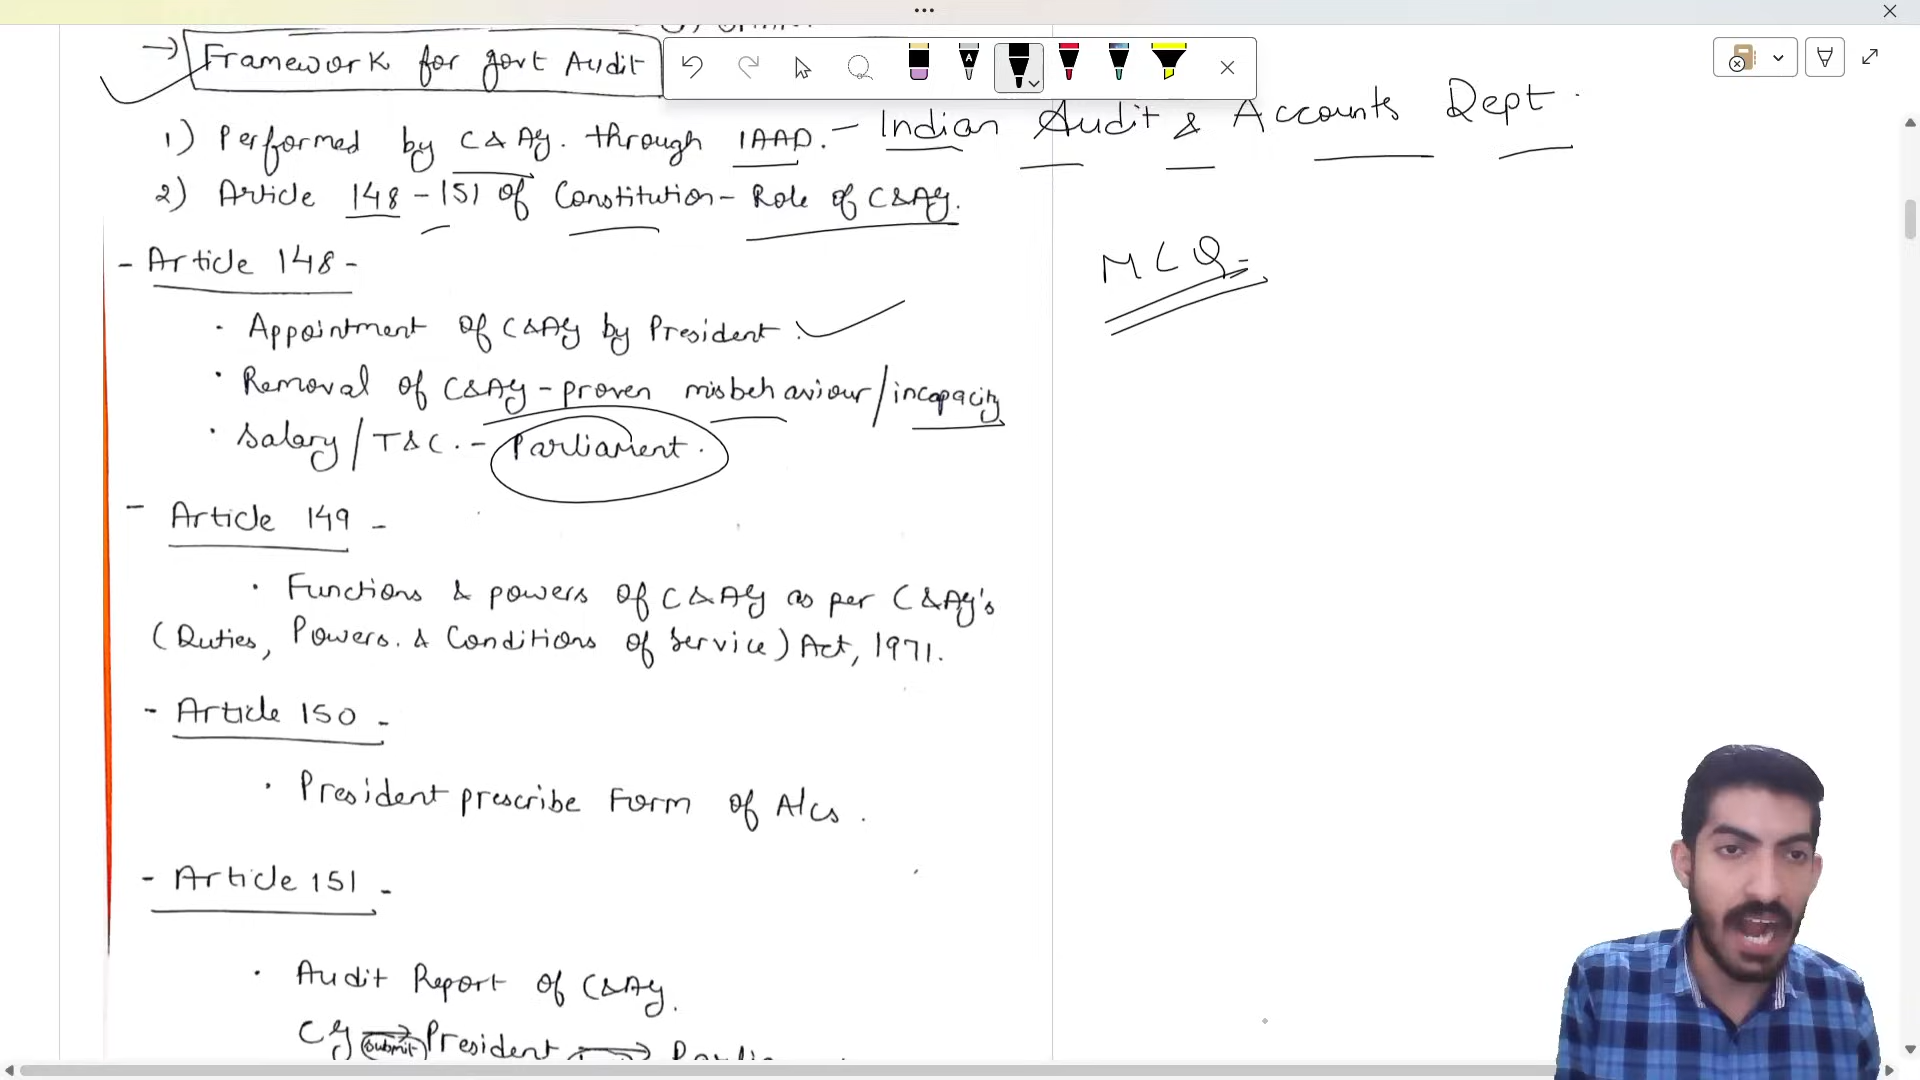 → Framework for govt Audit
1) Performed by C&AG. through IAAD. - Indian Audit & Accounts Dept.
2) Article 148 - 151 of Constitution - Role of C&AG.
MCQ
- Article 148 -
· Appointment of C&AG by President.
· Removal of C&AG - proven misbehaviour/incapacity
· Salary / T&C. - Parliament.
- Article 149 -
· Functions & powers of C&AG as per C&AG's
(Duties, Powers. & Conditions of Service) Act, 1971.
- Article 150 -
· President prescribe Form of A/cs.
- Article 151 -
· Audit Report of C&AG.
CG submit President